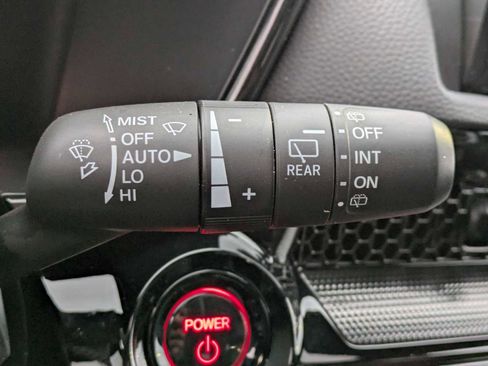 MIST
OFF
AUTO
LO
HI
-
+
REAR
OFF
INT
ON
POWER